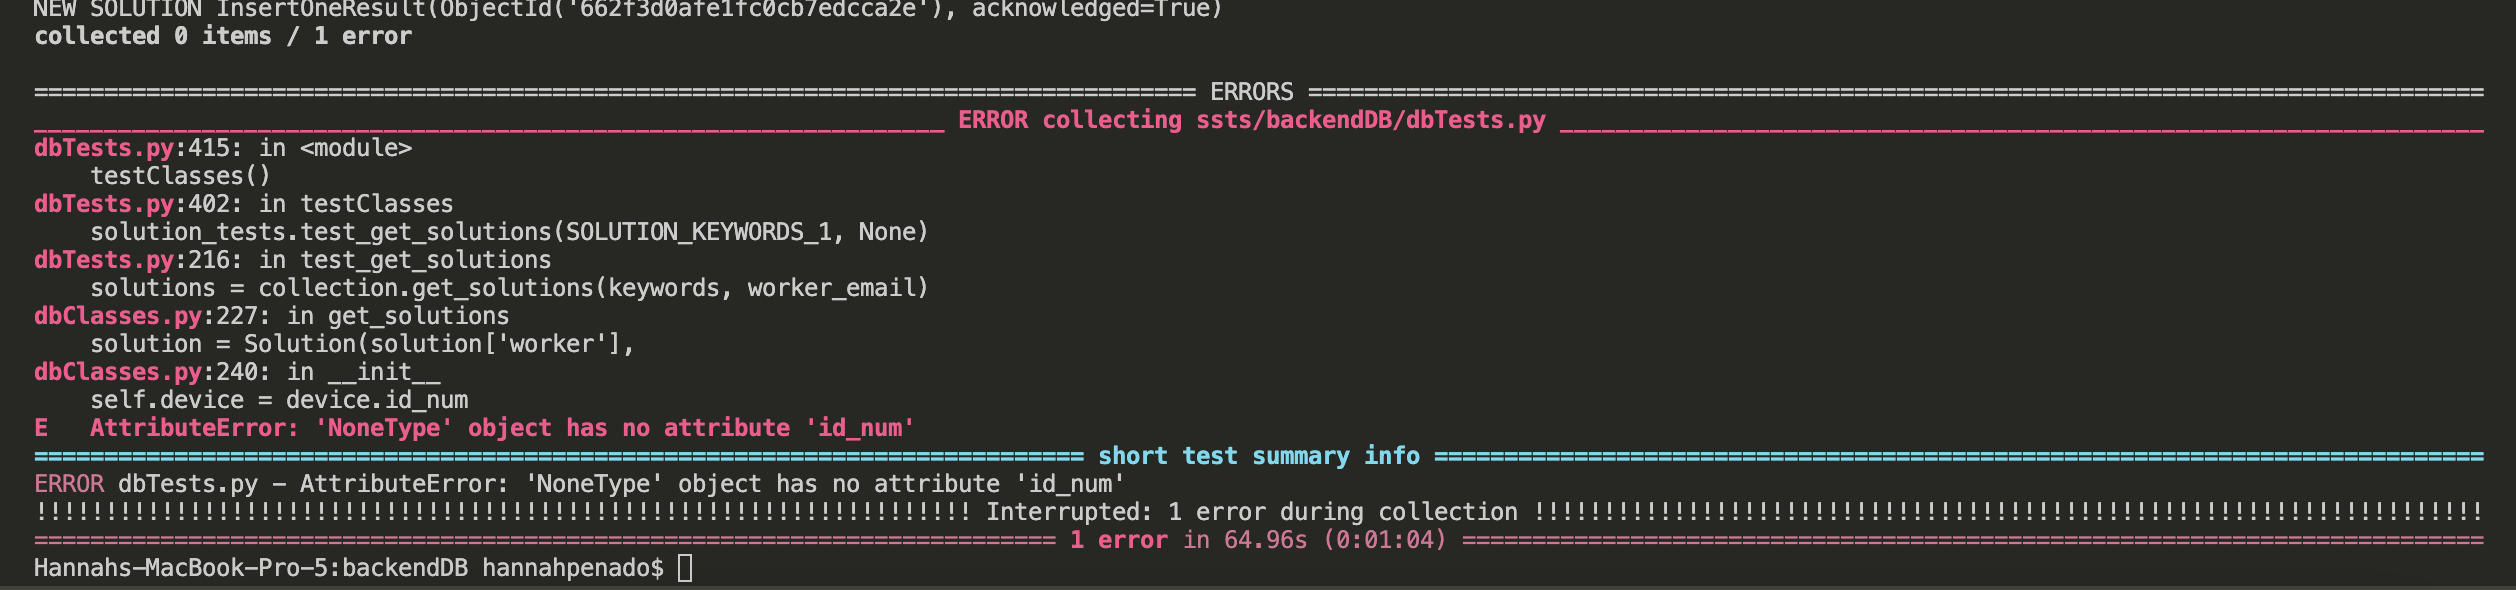 NEW SOLUTION InsertOneResult(ObjectId('662f3d0afe1fc0cb7edcca2e'), acknowledged=True)
collected 0 items / 1 error
=================================================================================== ERRORS ====================================================================================
_________________________________________________________________ ERROR collecting ssts/backendDB/dbTests.py __________________________________________________________________
dbTests.py:415: in <module>
    testClasses()
dbTests.py:402: in testClasses
    solution_tests.test_get_solutions(SOLUTION_KEYWORDS_1, None)
dbTests.py:216: in test_get_solutions
    solutions = collection.get_solutions(keywords, worker_email)
dbClasses.py:227: in get_solutions
    solution = Solution(solution['worker'],
dbClasses.py:240: in __init__
    self.device = device.id_num
E   AttributeError: 'NoneType' object has no attribute 'id_num'
=========================================================================== short test summary info ===========================================================================
ERROR dbTests.py - AttributeError: 'NoneType' object has no attribute 'id_num'
!!!!!!!!!!!!!!!!!!!!!!!!!!!!!!!!!!!!!!!!!!!!!!!!!!!!!!!!!!!!!!!!!!! Interrupted: 1 error during collection !!!!!!!!!!!!!!!!!!!!!!!!!!!!!!!!!!!!!!!!!!!!!!!!!!!!!!!!!!!!!!!!!!!!
========================================================================= 1 error in 64.96s (0:01:04) =========================================================================
Hannahs-MacBook-Pro-5:backendDB hannahpenado$